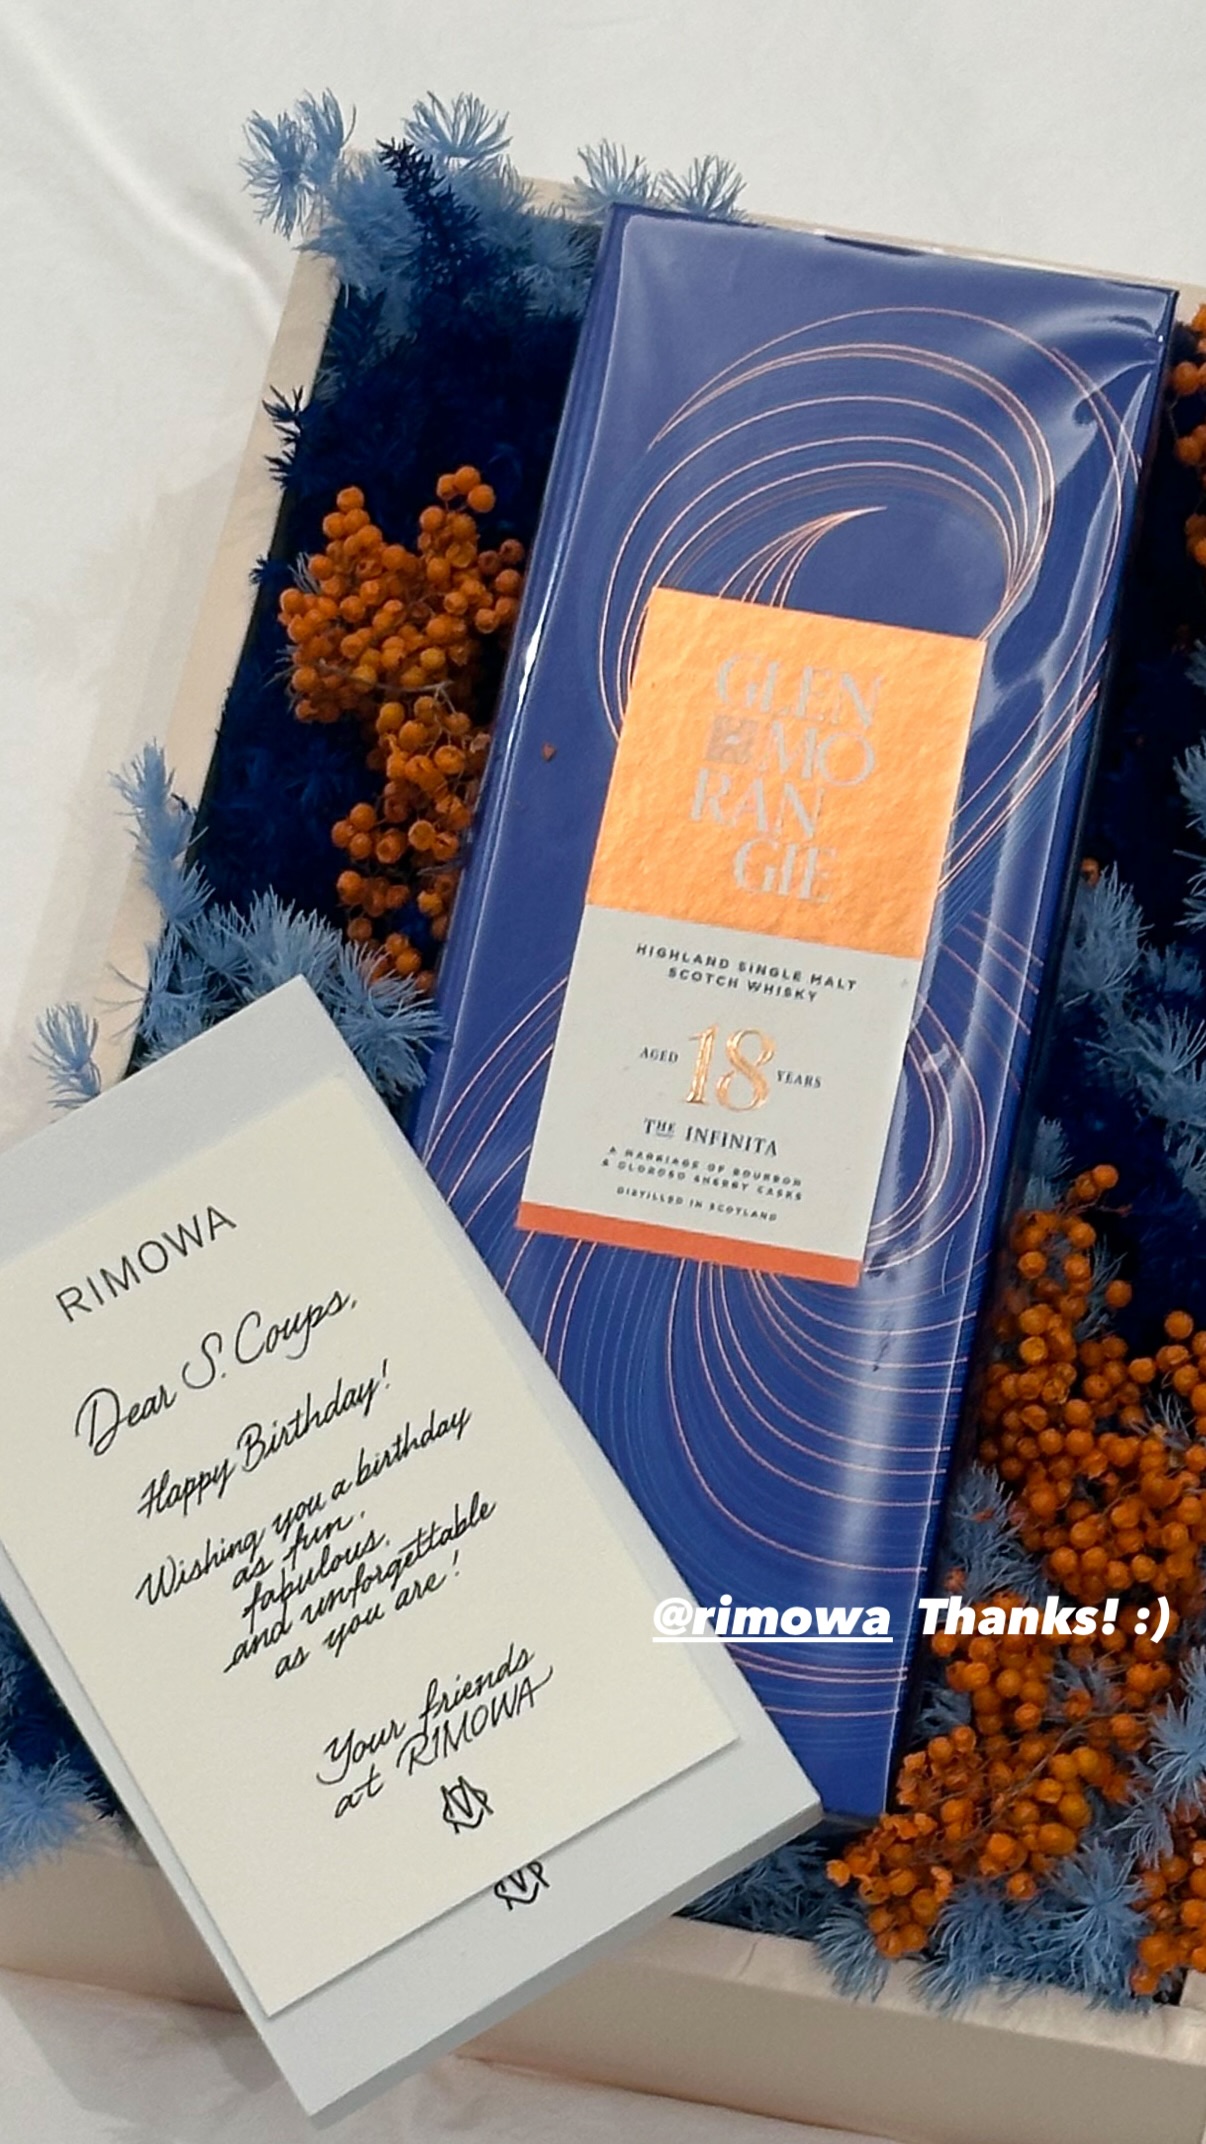 GLEN
MO
RAN
GIE
HIGHLAND SINGLE MALT
SCOTCH WHISKY
AGED 18 YEARS
THE INFINITA
A MARRIAGE OF BOURBON
& OLOROSO SHERRY CASKS
DISTILLED IN SCOTLAND
RIMOWA
Dear S. Coups,
Happy Birthday!
Wishing you a birthday
as fun,
fabulous,
and unforgettable
as you are!
Your friends
at RIMOWA
@rimowa Thanks! :)